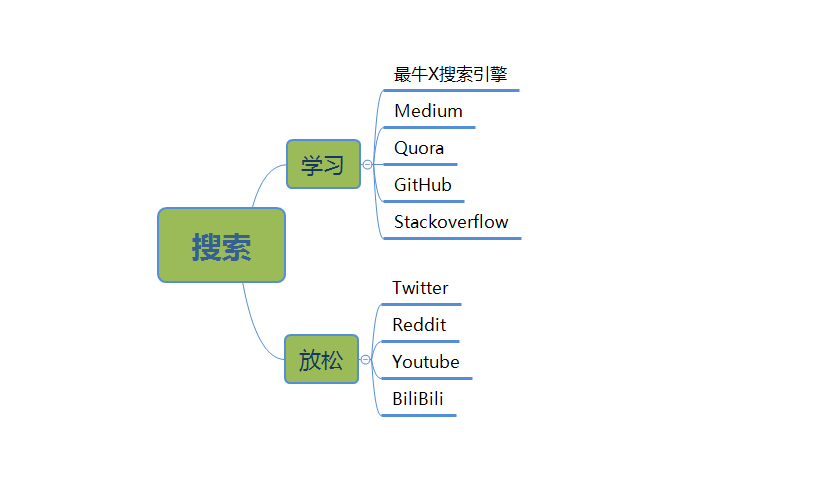 搜索
学习
最牛X搜索引擎
Medium
Quora
GitHub
Stackoverflow
放松
Twitter
Reddit
Youtube
BiliBili